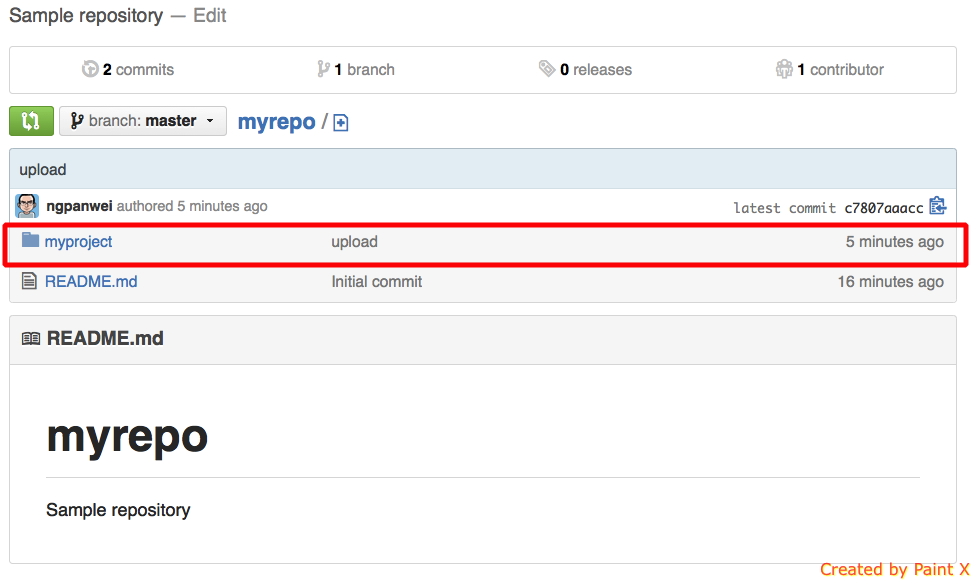 Sample repository — Edit
2 commits 1 branch 0 releases 1 contributor
branch: master myrepo /
upload
ngpanwei authored 5 minutes ago latest commit c7807aaacc
myproject upload 5 minutes ago
README.md Initial commit 16 minutes ago
README.md
myrepo
Sample repository
Created by Paint X